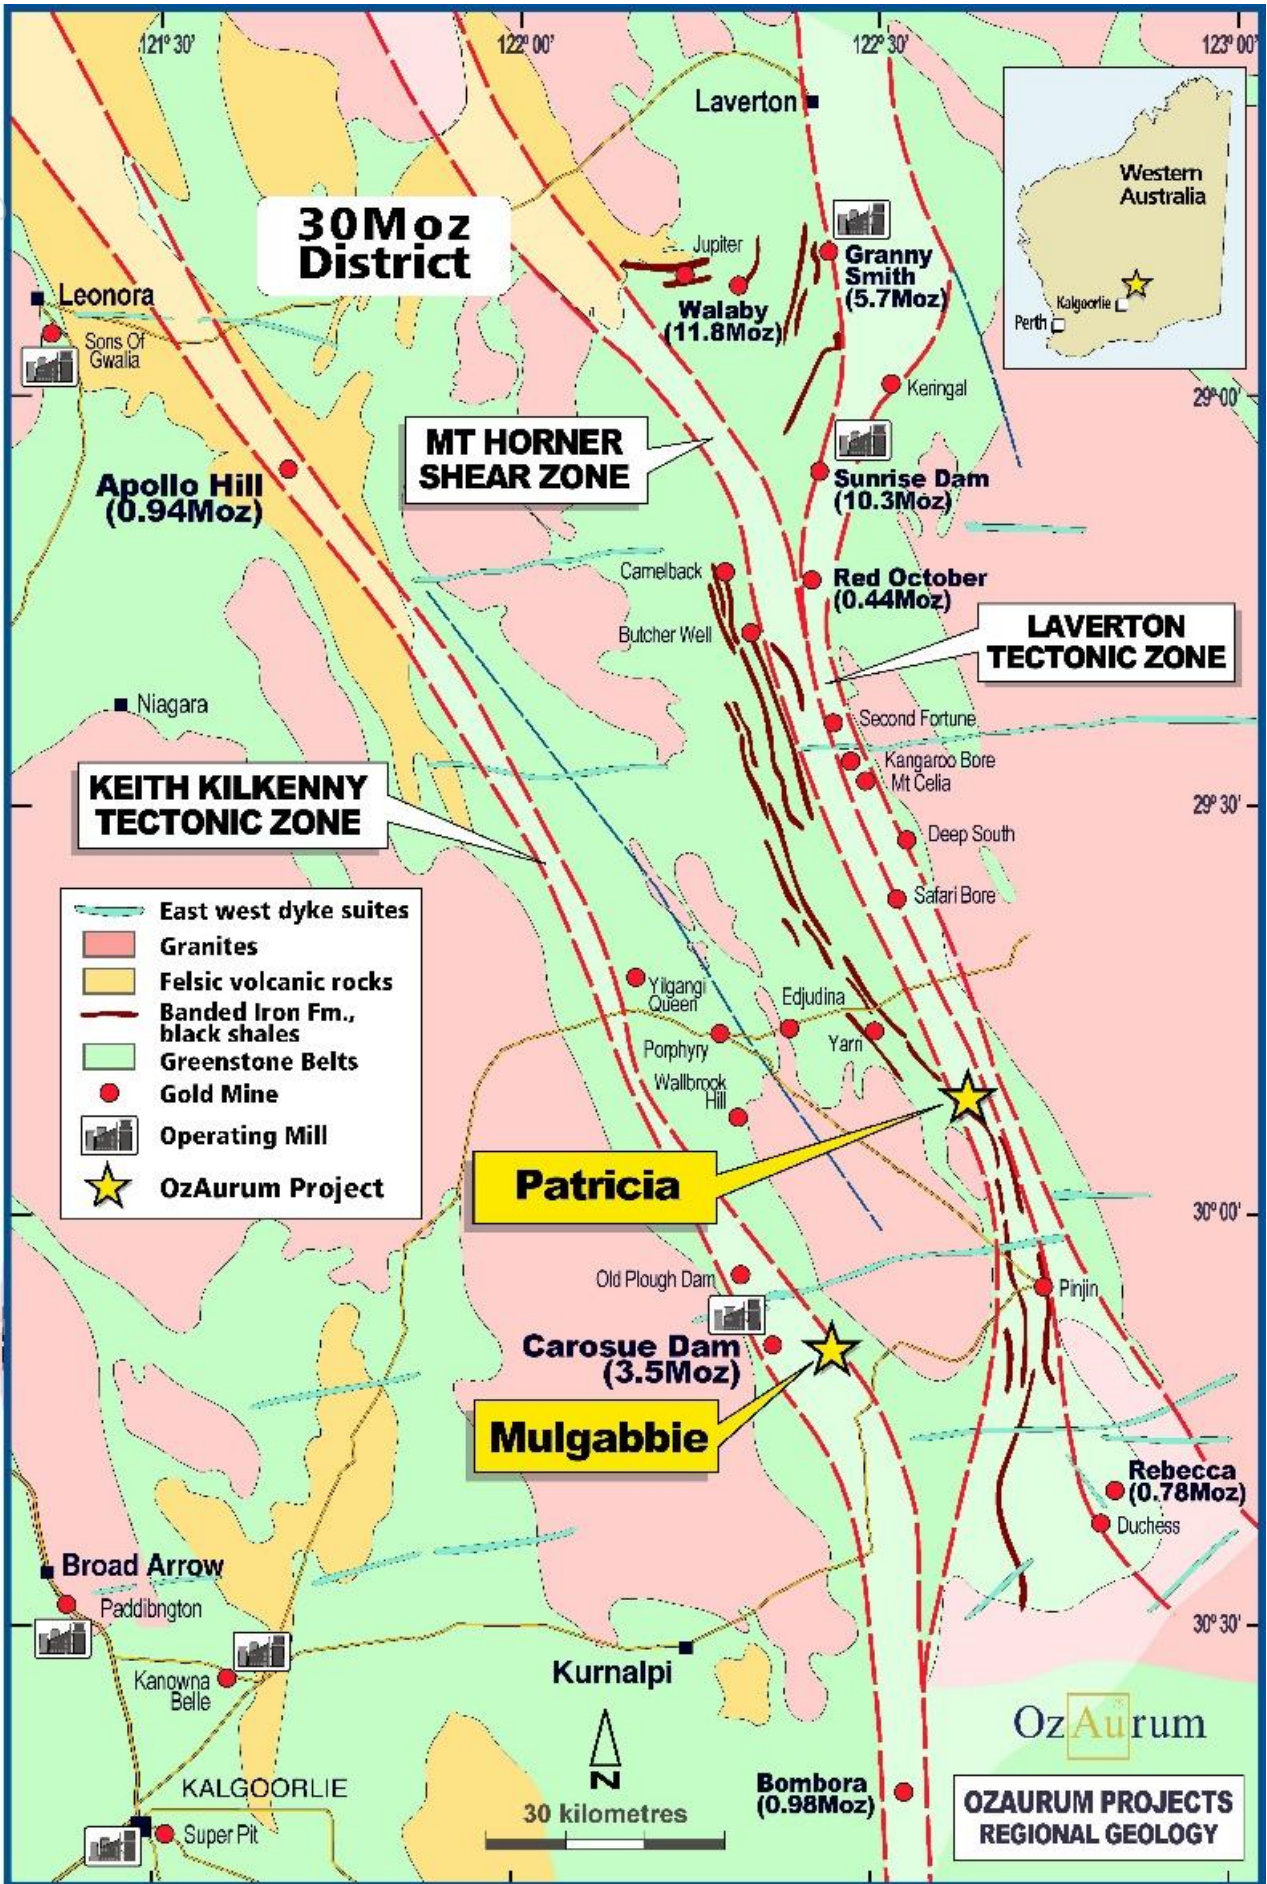 121° 30'
122° 00'
122° 30'
123° 00'
Laverton
Western
Australia
Kalgoorlie
Perth
30Moz
District
Jupiter
Granny
Smith
(5.7Moz)
Walaby
(11.8Moz)
Leonora
Sons Of
Gwalia
Keringal
29° 00'
MT HORNER
SHEAR ZONE
Apollo Hill
(0.94Moz)
Sunrise Dam
(10.3Moz)
Camelback
Red October
(0.44Moz)
Butcher Well
LAVERTON
TECTONIC ZONE
Niagara
Second Fortune
Kangaroo Bore
Mt Celia
KEITH KILKENNY
TECTONIC ZONE
29° 30'
Deep South
Safari Bore
East west dyke suites
Granites
Felsic volcanic rocks
Banded Iron Fm.,
black shales
Greenstone Belts
Gold Mine
Operating Mill
OzAurum Project
Yilgangi
Queen
Edjudina
Porphyry
Yarri
Wallbrook
Hill
Patricia
30° 00'
Old Plough Dam
Pinjin
Carosue Dam
(3.5Moz)
Mulgabbie
Rebecca
(0.78Moz)
Duchess
Broad Arrow
Paddibngton
30° 30'
Kurnalpi
Kanowna
Belle
N
OzAurum
KALGOORLIE
30 kilometres
Bombora
(0.98Moz)
OZAURUM PROJECTS
REGIONAL GEOLOGY
Super Pit